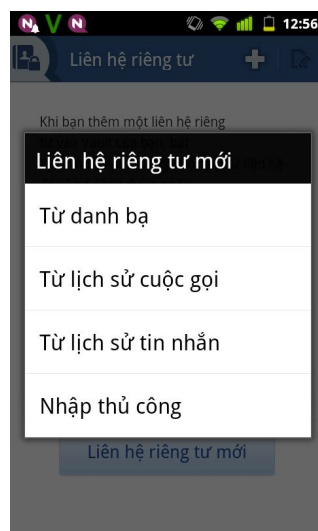 12:56
Liên hệ riêng tư
Khi bạn thêm một liên hệ riêng
Liên hệ riêng tư mới
Từ danh bạ
Từ lịch sử cuộc gọi
Từ lịch sử tin nhắn
Nhập thủ công
Liên hệ riêng tư mới